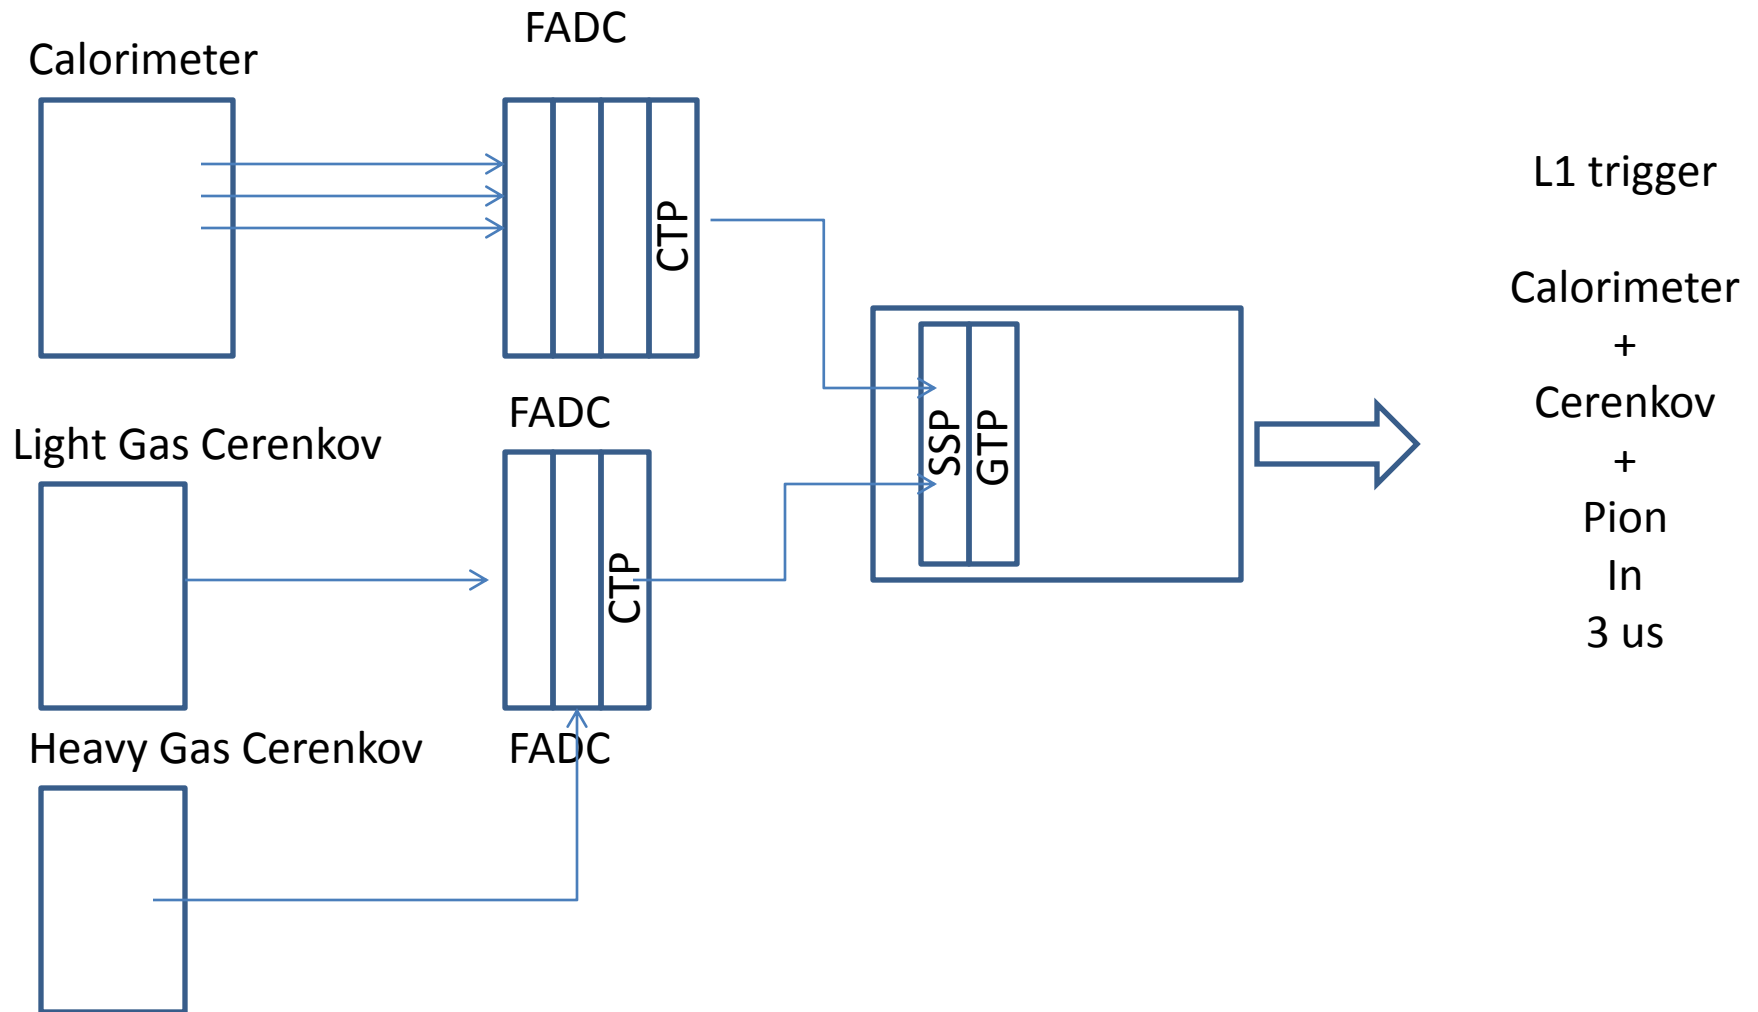 FADC
Calorimeter
CTP
L1 trigger
Calorimeter
+
Cerenkov
+
Pion
In
3 us
FADC
Light Gas Cerenkov
CTP
SSP
GTP
Heavy Gas Cerenkov
FADC